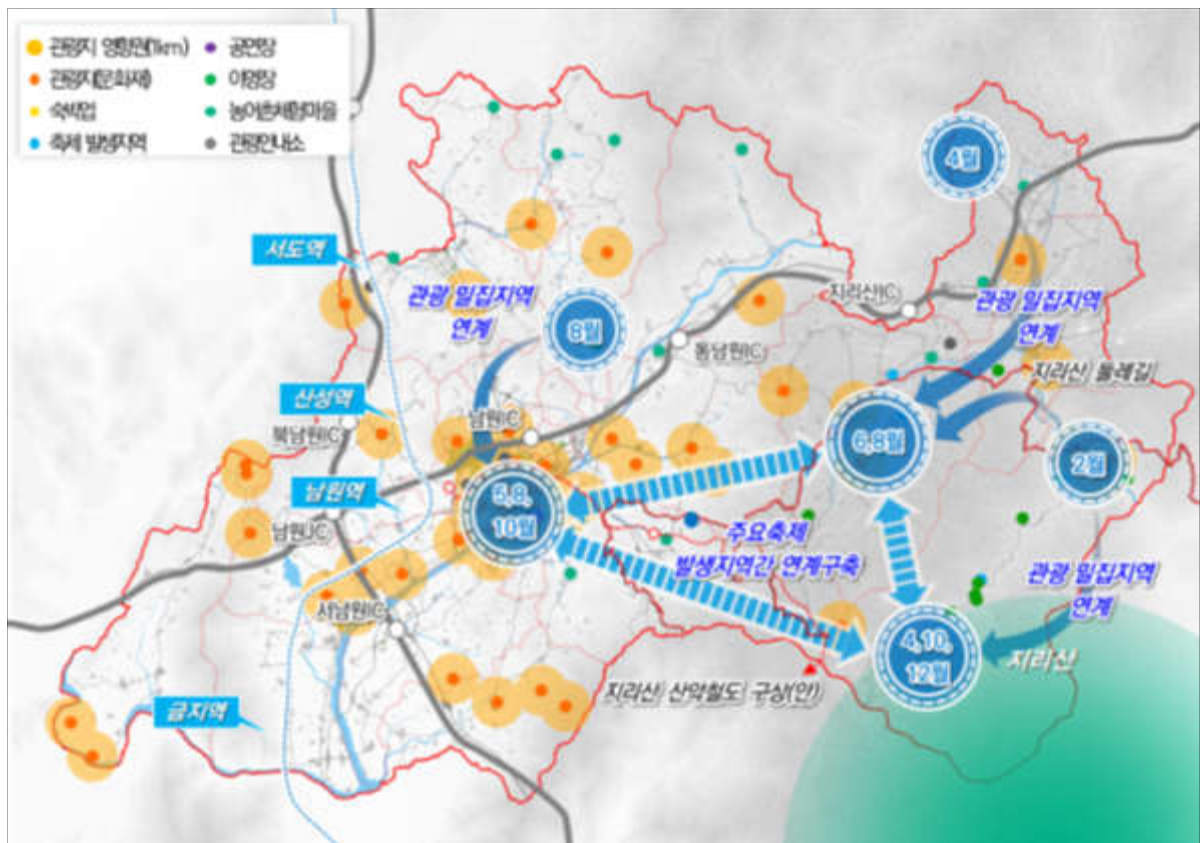 관광지 영향권(1km)
공연장
관광지(문화재)
야영장
숙박업
농어촌체험마을
축제 발생지역
관광안내소
4월
서도역
관광 밀집지역
연계
8월
지리산IC
관광 밀집지역
연계
동남원IC
지리산 둘레길
산성역
북남원IC
남원IC
6,8월
2월
남원역
5,8,
10월
남원JC
주요축제
발생지역간 연계구축
관광 밀집지역
연계
서남원IC
4,10,
12월
지리산
지리산 산악철도 구상(안)
금지역